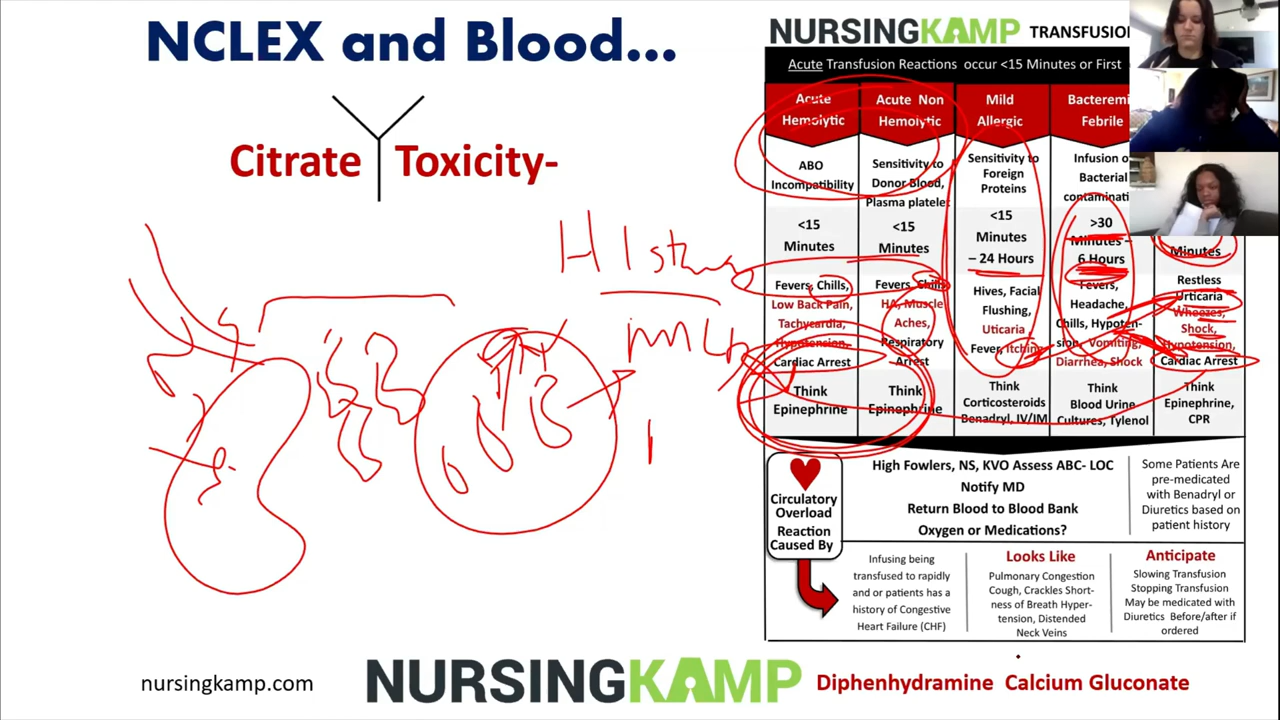 NCLEX and Blood...
Citrate Toxicity-
NURSINGKAMP TRANSFUSION
Acute Transfusion Reactions occur <15 Minutes or First
Acute
Hemolytic
ABO
Incompatibility
<15
Minutes
Fevers, Chills,
Low Back Pain,
Tachycardia,
Hypotension,
Cardiac Arrest
Think
Epinephrine
Acute Non
Hemolytic
Sensitivity to
Donor Blood,
Plasma platelet
<15
Minutes
Fevers, Chills
HA, Muscle
Aches,
Respiratory
Arrest
Think
Epinephrine
Mild
Allergic
Sensitivity to
Foreign
Proteins
<15
Minutes
– 24 Hours
Hives, Facial
Flushing,
Uticaria
Fever, Itching
Think
Corticosteroids
Benadryl, IV/IM
Bacteremi
Febrile
Infusion o
Bacterial
contaminati
>30
Minutes –
6 Hours
Fevers,
Headache,
Chills, Hypoten-
sion, Vomiting,
Diarrhea, Shock
Think
Blood Urine
Cultures, Tylenol
Minutes
Restless
Urticaria
Wheezes,
Shock,
Hypotension,
Cardiac Arrest
Think
Epinephrine,
CPR
Circulatory
Overload
Reaction
Caused By
High Fowlers, NS, KVO Assess ABC- LOC
Notify MD
Return Blood to Blood Bank
Oxygen or Medications?
Some Patients are
pre-medicated
with Benadryl or
Diuretics based on
patient history
Infusing being
transfused to rapidly
and or patients has a
history of Congestive
Heart Failure (CHF)
Looks Like
Pulmonary Congestion
Cough, Crackles Short-
ness of Breath Hyper-
tension, Distended
Neck Veins
Anticipate
Slowing Transfusion
Stopping Transfusion
May be medicated with
Diuretics Before/after if
ordered
nursingkamp.com
NURSINGKAMP
Diphenhydramine Calcium Gluconate